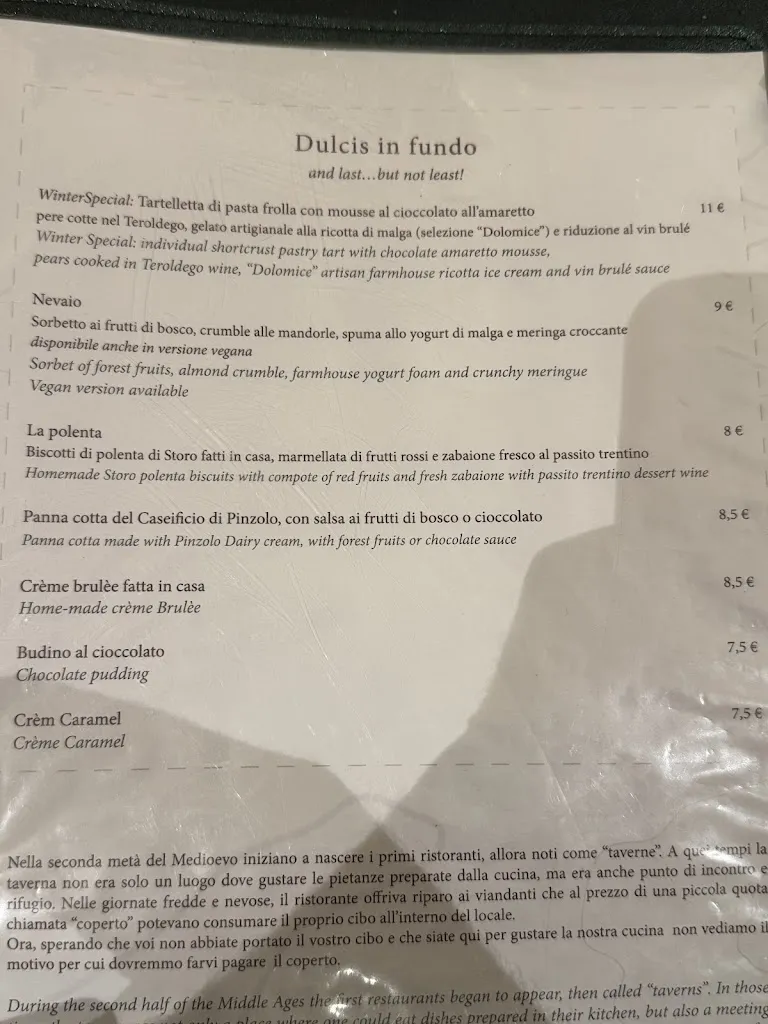 Dulcis in fundo
and last...but not least!
WinterSpecial: Tartelletta di pasta frolla con mousse al cioccolato all'amaretto 11 €
pere cotte nel Teroldego, gelato artigianale alla ricotta di malga (selezione "Dolomice") e riduzione al vin brulé
Winter Special: individual shortcrust pastry tart with chocolate amaretto mousse,
pears cooked in Teroldego wine, "Dolomice" artisan farmhouse ricotta ice cream and vin brulé sauce
Nevaio 9 €
Sorbetto ai frutti di bosco, crumble alle mandorle, spuma allo yogurt di malga e meringa croccante
disponibile anche in versione vegana
Sorbet of forest fruits, almond crumble, farmhouse yogurt foam and crunchy meringue
Vegan version available
La polenta 8 €
Biscotti di polenta di Storo fatti in casa, marmellata di frutti rossi e zabaione fresco al passito trentino
Homemade Storo polenta biscuits with compote of red fruits and fresh zabaione with passito trentino dessert wine
Panna cotta del Caseificio di Pinzolo, con salsa ai frutti di bosco o cioccolato 8,5 €
Panna cotta made with Pinzolo Dairy cream, with forest fruits or chocolate sauce
Crème brulèe fatta in casa 8,5 €
Home-made crème Brulèe
Budino al cioccolato 7,5 €
Chocolate pudding
Crèm Caramel 7,5 €
Crème Caramel
Nella seconda metà del Medioevo iniziano a nascere i primi ristoranti, allora noti come "taverne". A quei tempi la
taverna non era solo un luogo dove gustare le pietanze preparate dalla cucina, ma era anche punto di incontro e
rifugio. Nelle giornate fredde e nevose, il ristorante offriva riparo ai viandanti che al prezzo di una piccola quota
chiamata "coperto" potevano consumare il proprio cibo all'interno del locale.
Ora, sperando che voi non abbiate portato il vostro cibo e che siate qui per gustare la nostra cucina non vediamo il
motivo per cui dovremmo farvi pagare il coperto.
During the second half of the Middle Ages the first restaurants began to appear, then called "taverns". In those
place where one could eat dishes prepared in their kitchen, but also a meeting